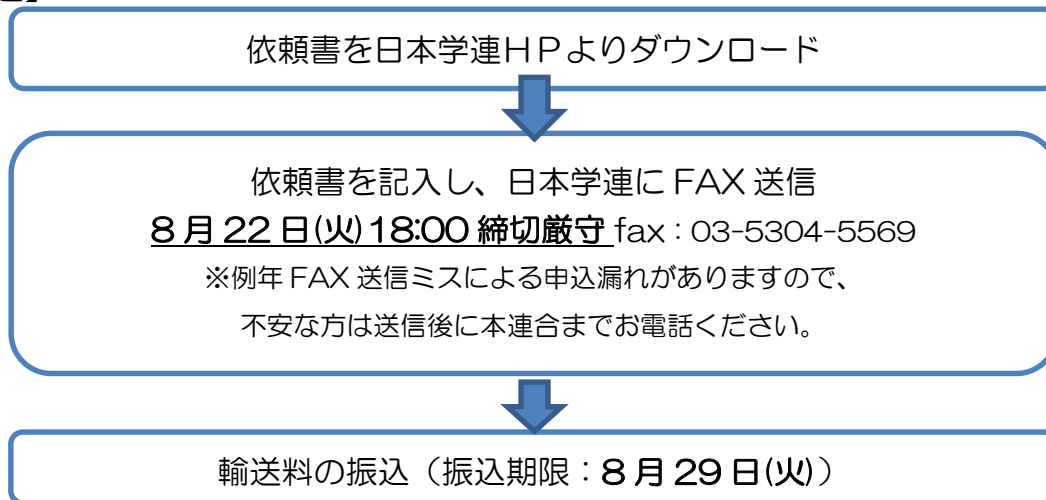 依頼書を日本学連HPよりダウンロード
依頼書を記入し、日本学連に FAX 送信
8 月 22 日(火) 18:00 締切厳守 fax：03-5304-5569
※例年 FAX 送信ミスによる申込漏れがありますので、
不安な方は送信後に本連合までお電話ください。
輸送料の振込（振込期限：8 月 29 日(火)）